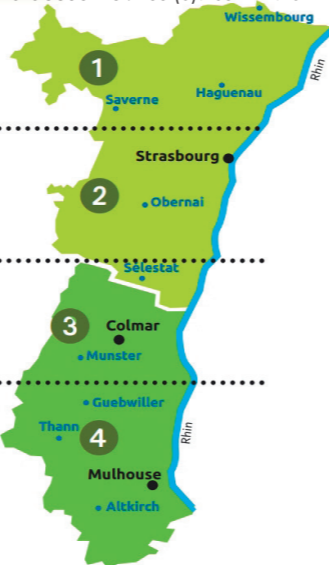 Wissembourg
1
Rhin
Haguenau
Saverne
Strasbourg
2
Obernai
Sélestat
3
Colmar
Munster
Guebwiller
Thann
4
Rhin
Mulhouse
Altkirch